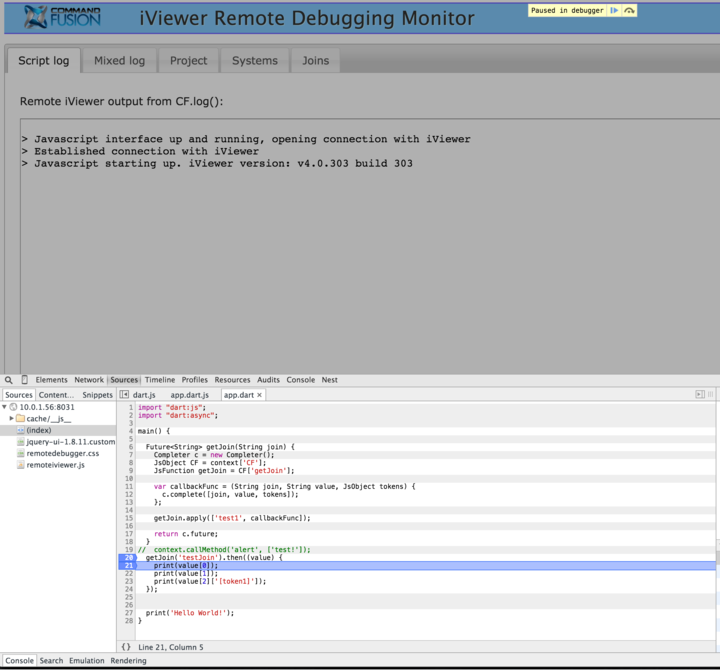 COMMAND FUSION
iViewer Remote Debugging Monitor
Paused in debugger
Script log Mixed log Project Systems Joins
Remote iViewer output from CF.log():
> Javascript interface up and running, opening connection with iViewer
> Established connection with iViewer
> Javascript starting up. iViewer version: v4.0.303 build 303
Elements Network Sources Timeline Profiles Resources Audits Console Nest
Sources Content... Snippets dart.js app.dart.js app.dart ×
10.0.1.56:8031
cache/__js__
(index)
jquery-ui-1.8.11.custom
remotedebugger.css
remoteiviewer.js
1 import "dart:js";
2 import "dart:async";
3
4 main() {
5
6 Future<String> getJoin(String join) {
7 Completer c = new Completer();
8 JsObject CF = context['CF'];
9 JsFunction getJoin = CF['getJoin'];
10
11 var callbackFunc = (String join, String value, JsObject tokens) {
12 c.complete([join, value, tokens]);
13 };
14
15 getJoin.apply(['test1', callbackFunc]);
16
17 return c.future;
18 }
19 // context.callMethod('alert', ['test!']);
20 getJoin('testJoin').then((value) {
21 print(value[0]);
22 print(value[1]);
23 print(value[2]['[token1]']);
24 });
25
26
27 print('Hello World!');
28 }
{} Line 21, Column 5
Console Search Emulation Rendering